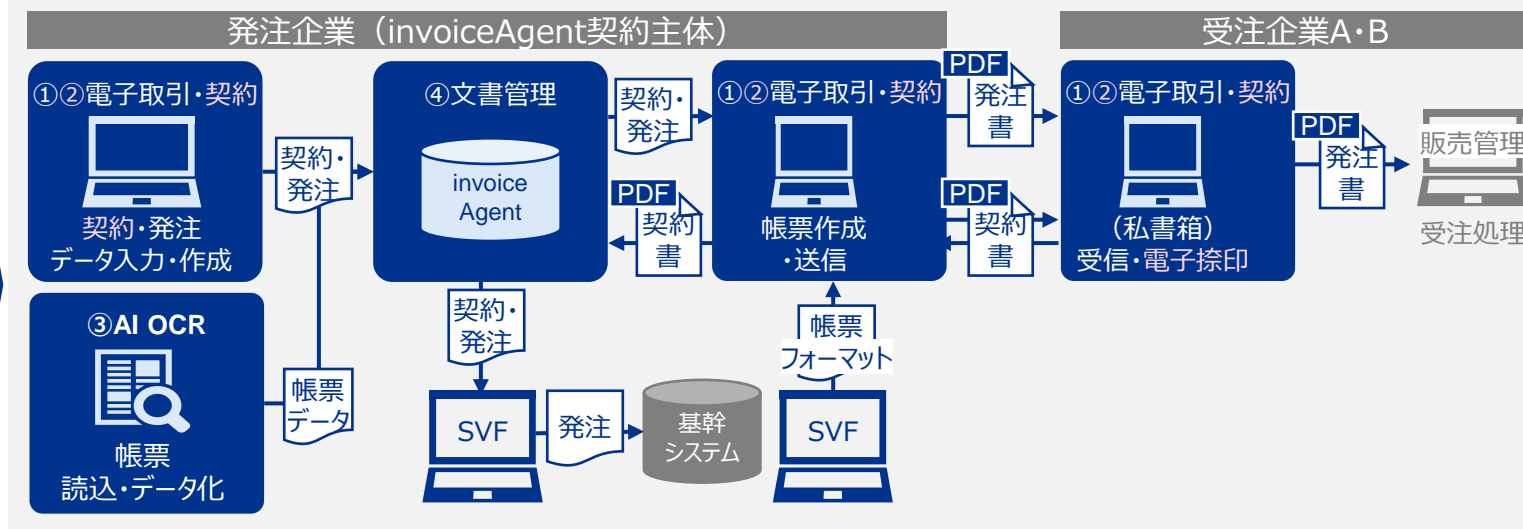 発注企業（invoiceAgent契約主体）
受注企業A・B
①②電子取引・契約
契約・発注
データ入力・作成
契約・
発注
④文書管理
invoice
Agent
契約・
発注
PDF
契約
書
①②電子取引・契約
帳票作成
・送信
PDF
発注
書
PDF
契約
書
①②電子取引・契約
（私書箱）
受信・電子捺印
PDF
発注
書
販売管理
受注処理
③AI OCR
帳票
読込・データ化
帳票
データ
契約・
発注
SVF
発注
基幹
システム
帳票
フォーマット
SVF